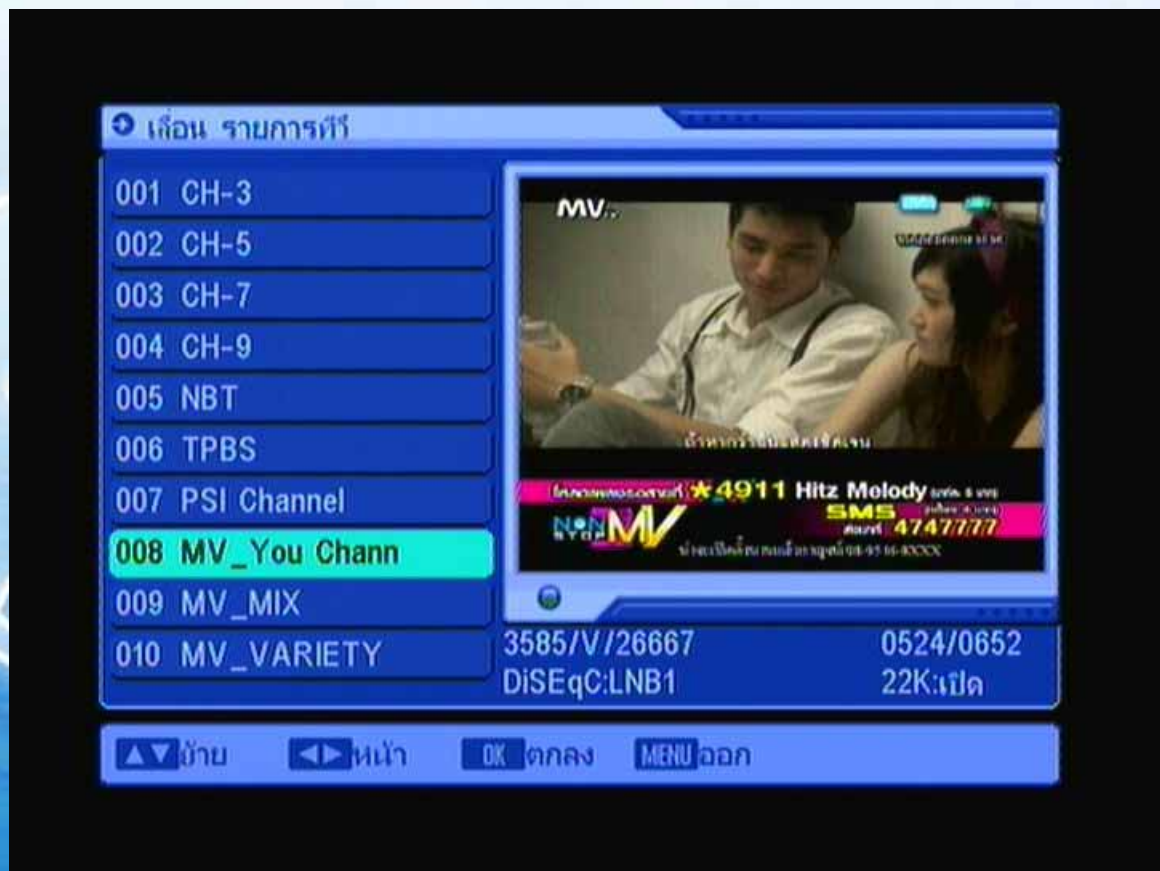 เลื่อน รายการทีวี
001 CH-3
002 CH-5
003 CH-7
004 CH-9
005 NBT
006 TPBS
007 PSI Channel
008 MV_You Chann
009 MV_MIX
010 MV_VARIETY
MV
★4911 Hitz Melody
SMS
4747777
NON STOP MV
3585/V/26667 0524/0652
DiSEqC:LNB1 22K:เปิด
▲▼ย้าย ◀▶หน้า OK ตกลง MENU ออก